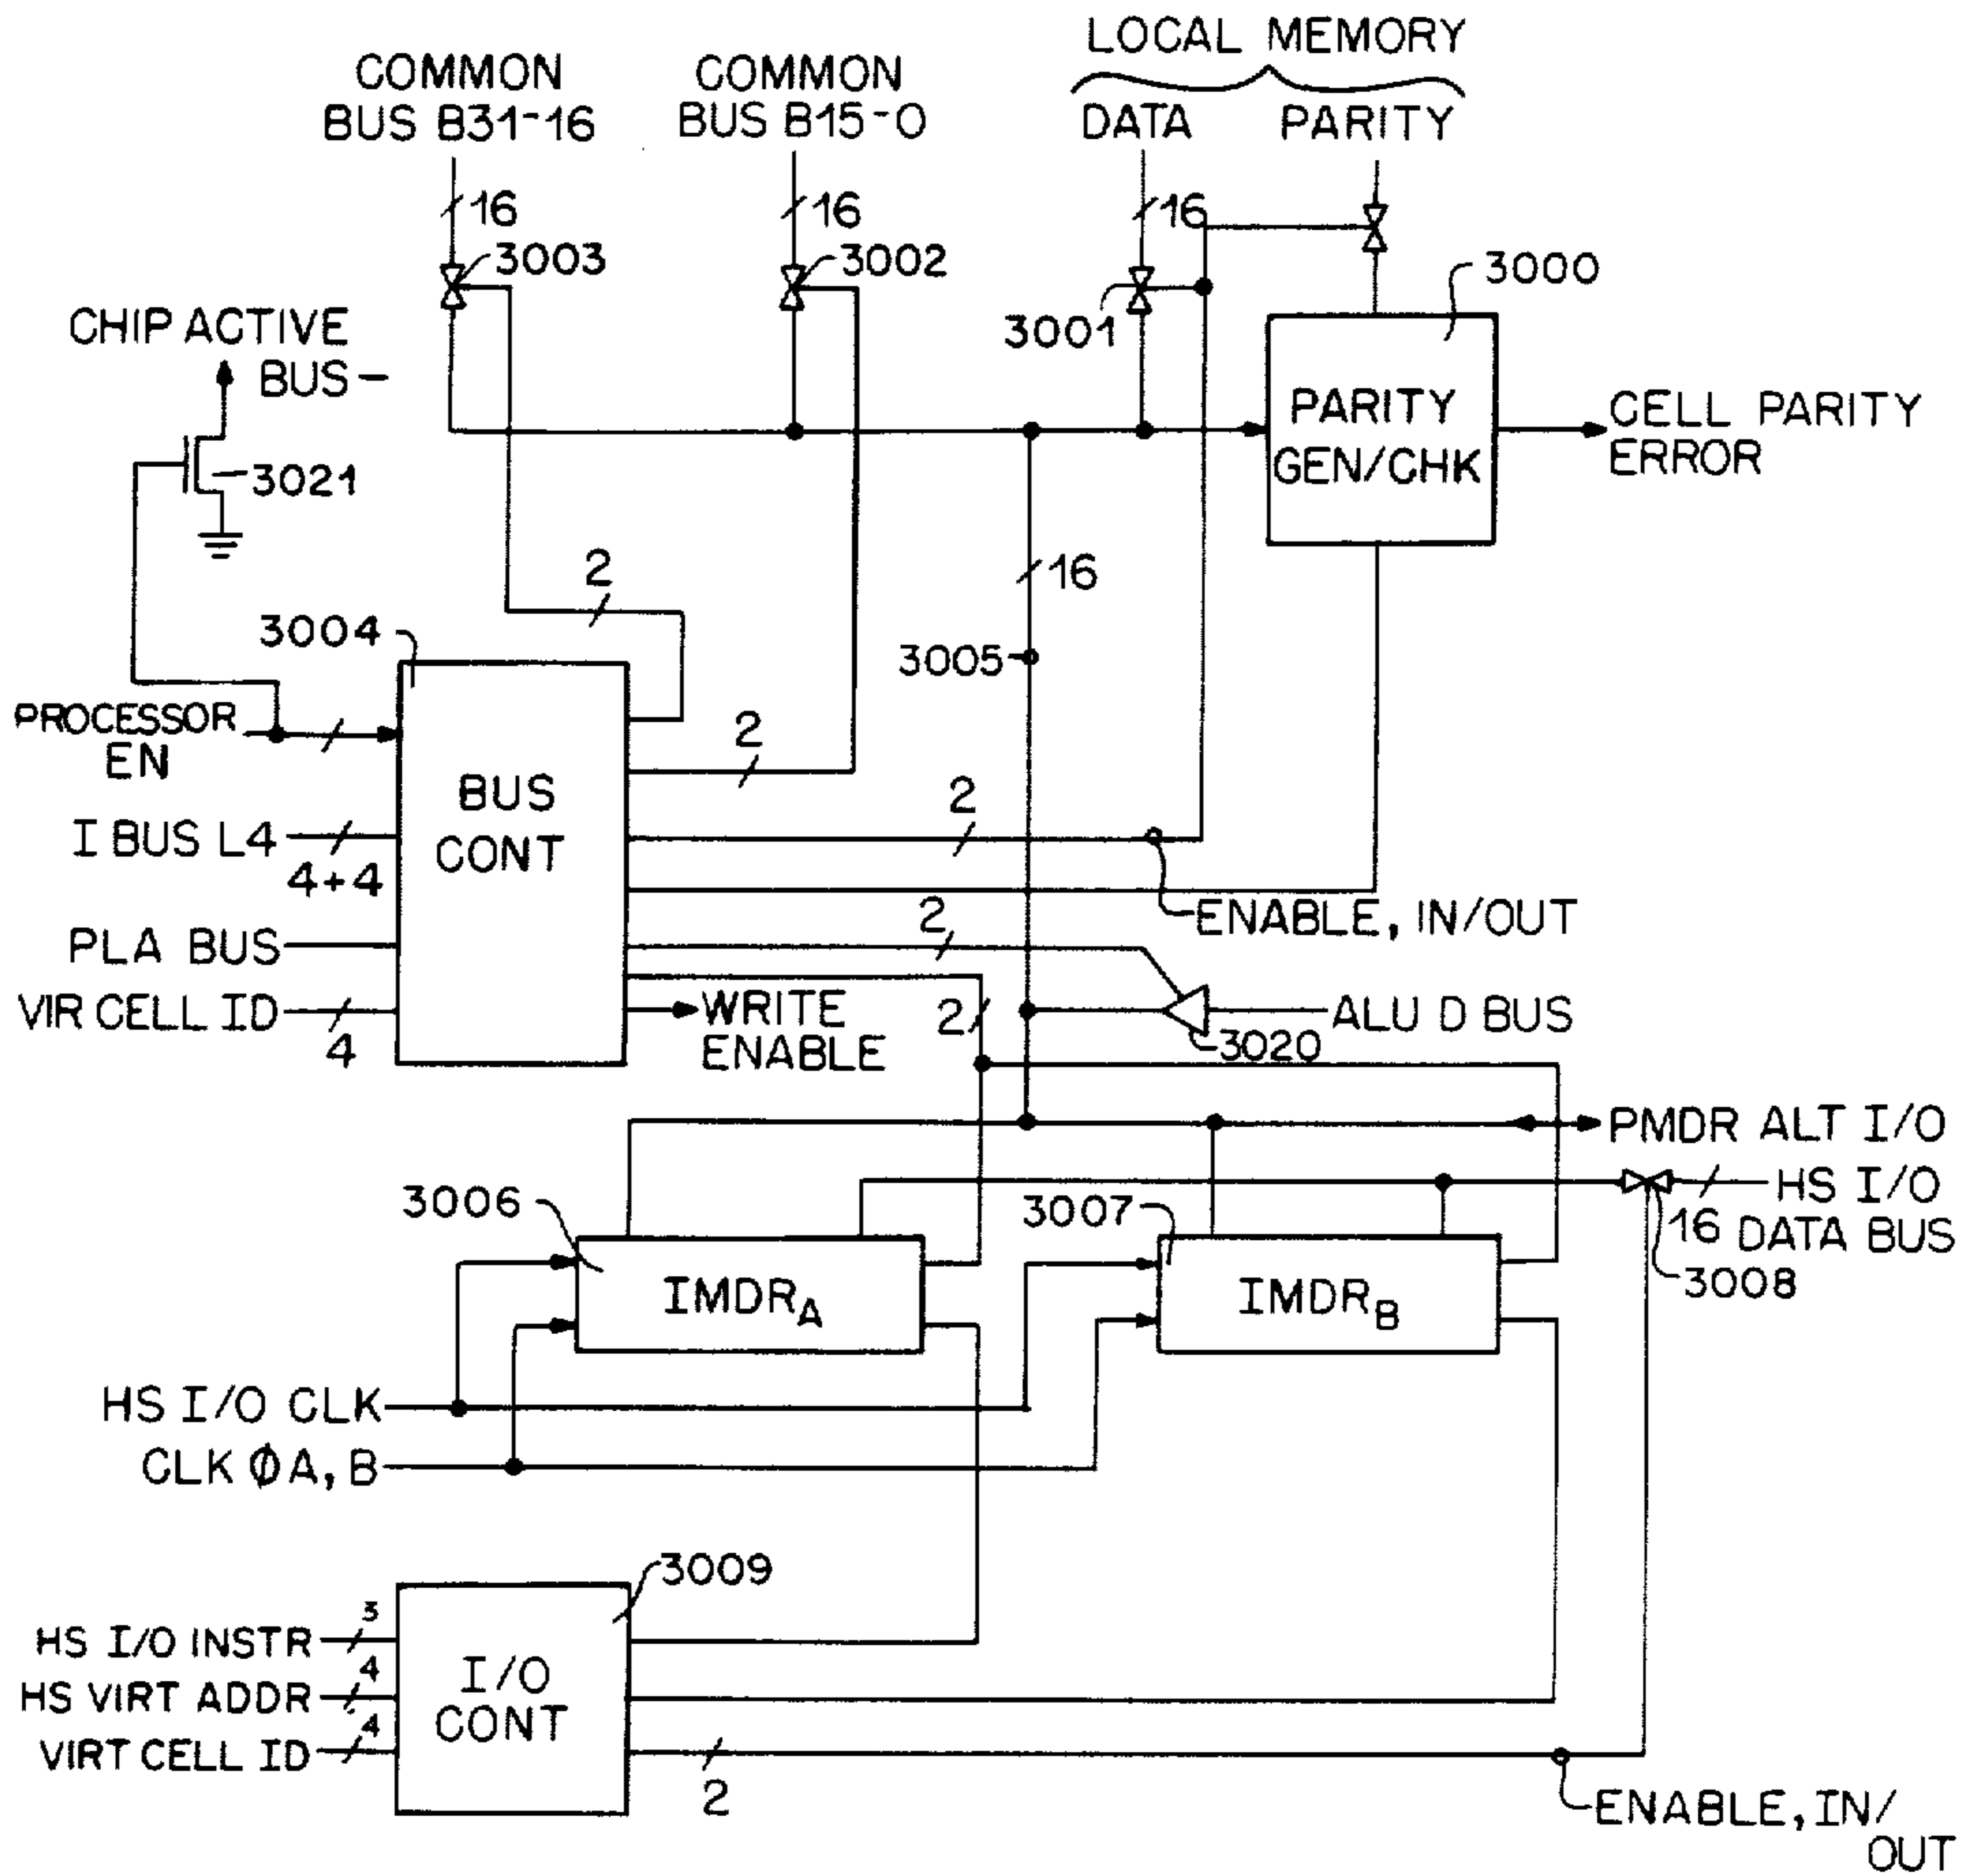 LOCAL MEMORY
COMMON
BUS B31-16
COMMON
BUS B15-0
DATA
PARITY
16
16
16
3003
3002
3001
3000
CHIP ACTIVE
BUS-
3021
PARITY
GEN/CHK
CELL PARITY
ERROR
2
16
3004
3005
PROCESSOR
EN
2
BUS
CONT
2
I BUS L4
4+4
ENABLE, IN/OUT
2
PLA BUS
VIR CELL ID
4
WRITE
ENABLE
2
ALU D BUS
3020
PMDR ALT I/O
HS I/O
16 DATA BUS
3008
3006
3007
IMDRA
IMDRB
HS I/O CLK
CLK ϕA, B
3009
HS I/O INSTR
3
HS VIRT ADDR
4
VIRT CELL ID
4
I/O
CONT
2
ENABLE, IN/
OUT